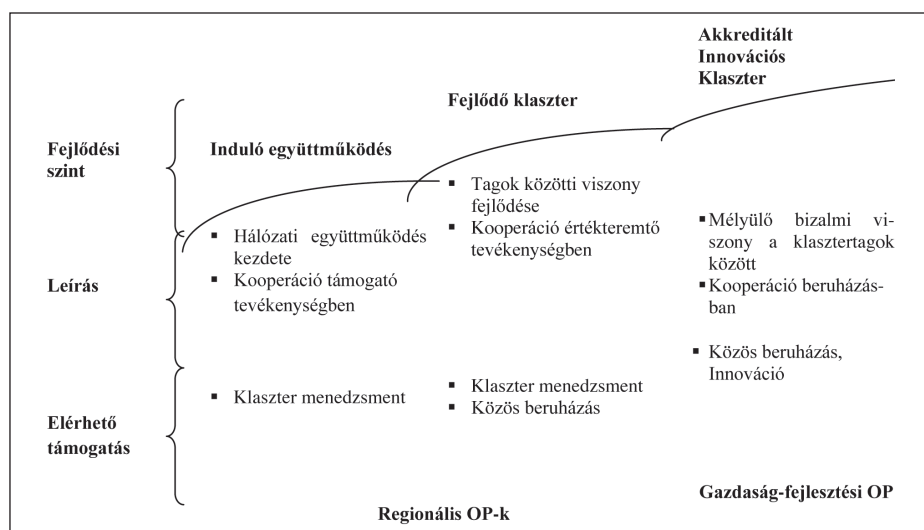 Akkreditált
Innovációs
Klaszter
Fejlődő klaszter
Fejlődési
szint
Induló együttműködés
▪ Tagok közötti viszony
fejlődése
▪ Kooperáció értékteremtő
tevékenységben
▪ Mélyülő bizalmi vi-
szony a klasztertagok
között
▪ Kooperáció beruházás-
ban
▪ Hálózati együttműködés
kezdete
▪ Kooperáció támogató
tevékenységben
Leírás
▪ Közös beruházás,
Innováció
▪ Klaszter menedzsment
▪ Klaszter menedzsment
▪ Közös beruházás
Elérhető
támogatás
Gazdaság-fejlesztési OP
Regionális OP-k